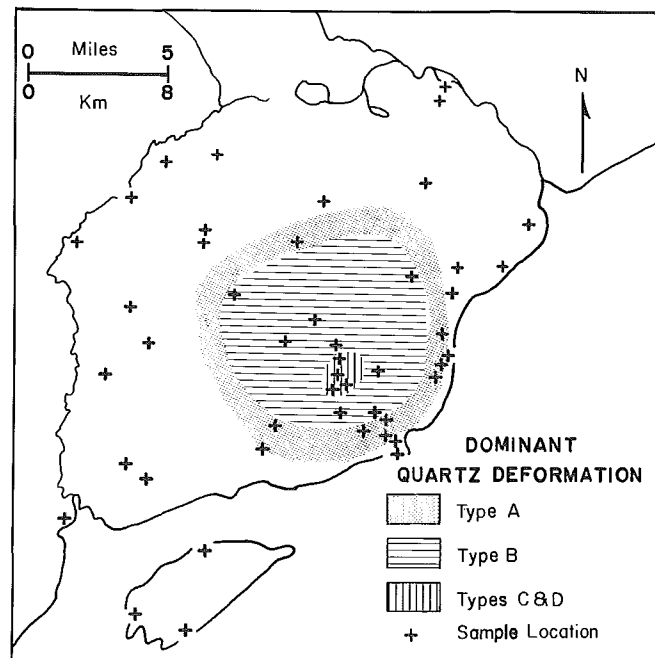 0 Miles 5
0 Km 8
N
DOMINANT
QUARTZ DEFORMATION
Type A
Type B
Types C & D
Sample Location